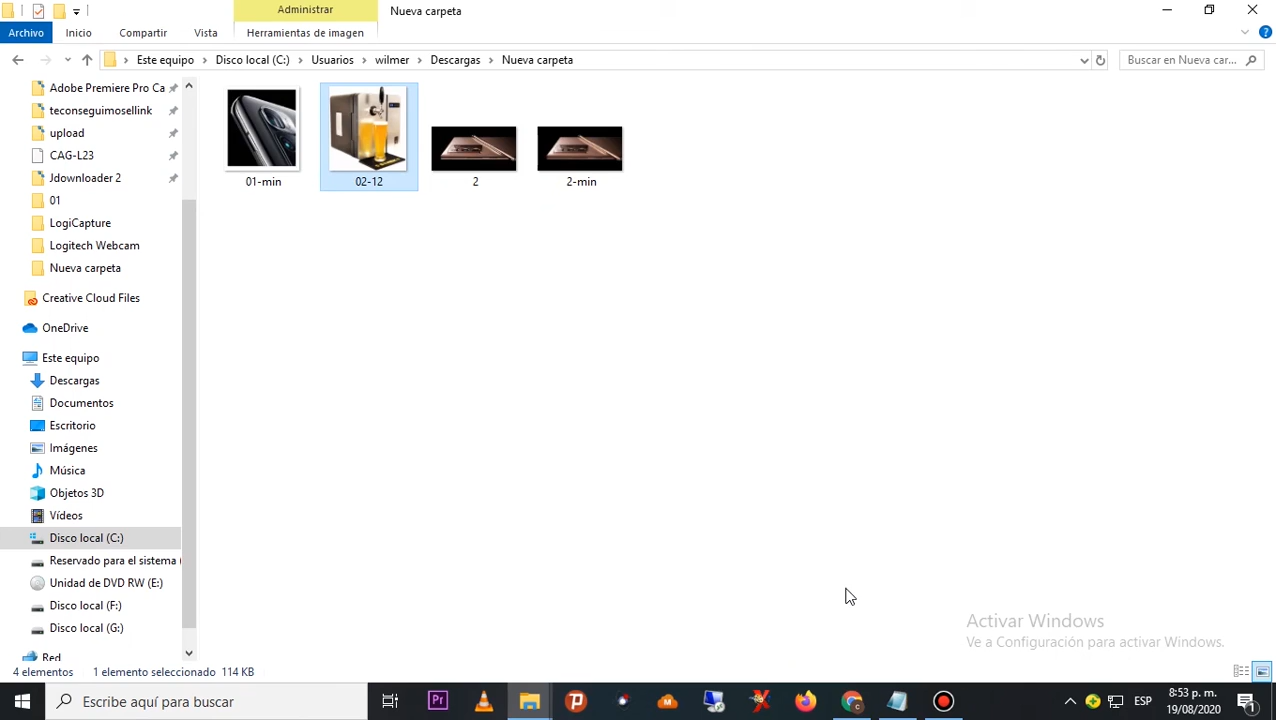 Administrar
Nueva carpeta
Archivo
Inicio
Compartir
Vista
Herramientas de imagen
Este equipo
Disco local (C:)
Usuarios
wilmer
Descargas
Nueva carpeta
Buscar en Nueva car...
Adobe Premiere Pro Ca
teconseguimosellink
upload
CAG-L23
Jdownloader 2
01
LogiCapture
Logitech Webcam
Nueva carpeta
Creative Cloud Files
OneDrive
Este equipo
Descargas
Documentos
Escritorio
Imágenes
Música
Objetos 3D
Vídeos
Disco local (C:)
Reservado para el sistema (
Unidad de DVD RW (E:)
Disco local (F:)
Disco local (G:)
Red
01-min
02-12
2
2-min
Activar Windows
Ve a Configuración para activar Windows.
4 elementos
1 elemento seleccionado 114 KB
Escribe aquí para buscar
Pr
ESP
8:53 p. m.
19/08/2020
1